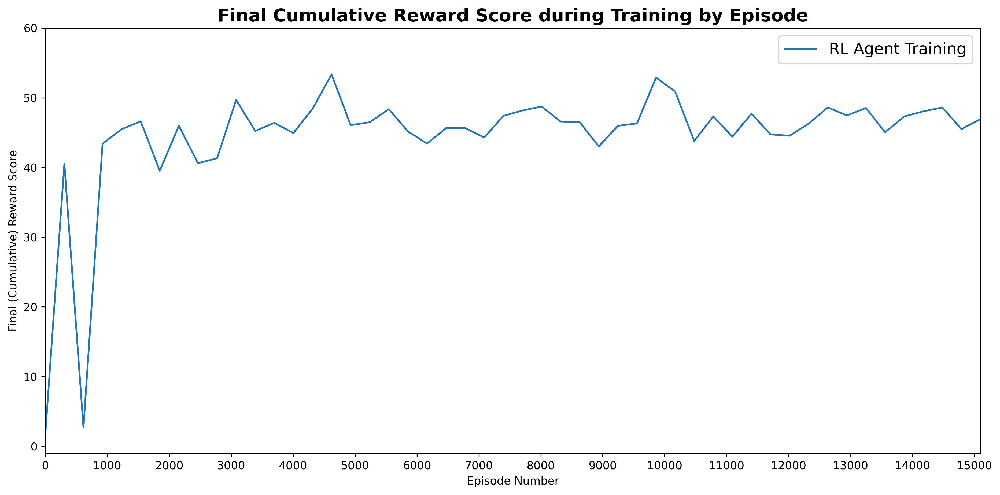 Final Cumulative Reward Score during Training by Episode
RL Agent Training
Final (Cumulative) Reward Score
60
50
40
30
20
10
0
0 1000 2000 3000 4000 5000 6000 7000 8000 9000 10000 11000 12000 13000 14000 15000
Episode Number